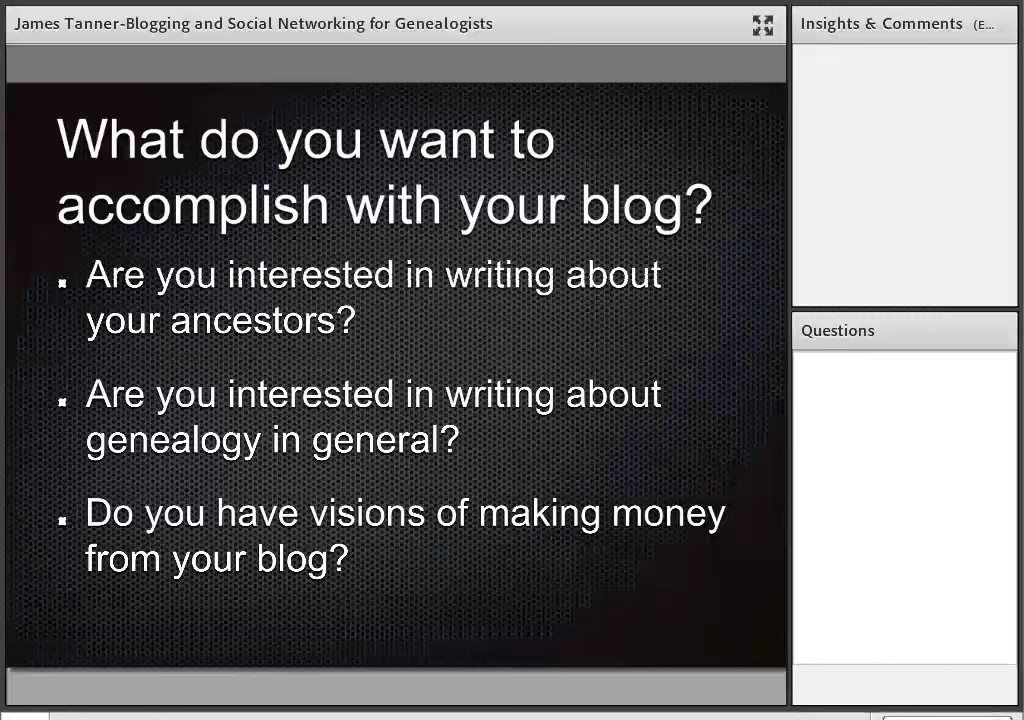 James Tanner-Blogging and Social Networking for Genealogists
Insights & Comments (E...
What do you want to
accomplish with your blog?
Are you interested in writing about
your ancestors?
Are you interested in writing about
genealogy in general?
Do you have visions of making money
from your blog?
Questions